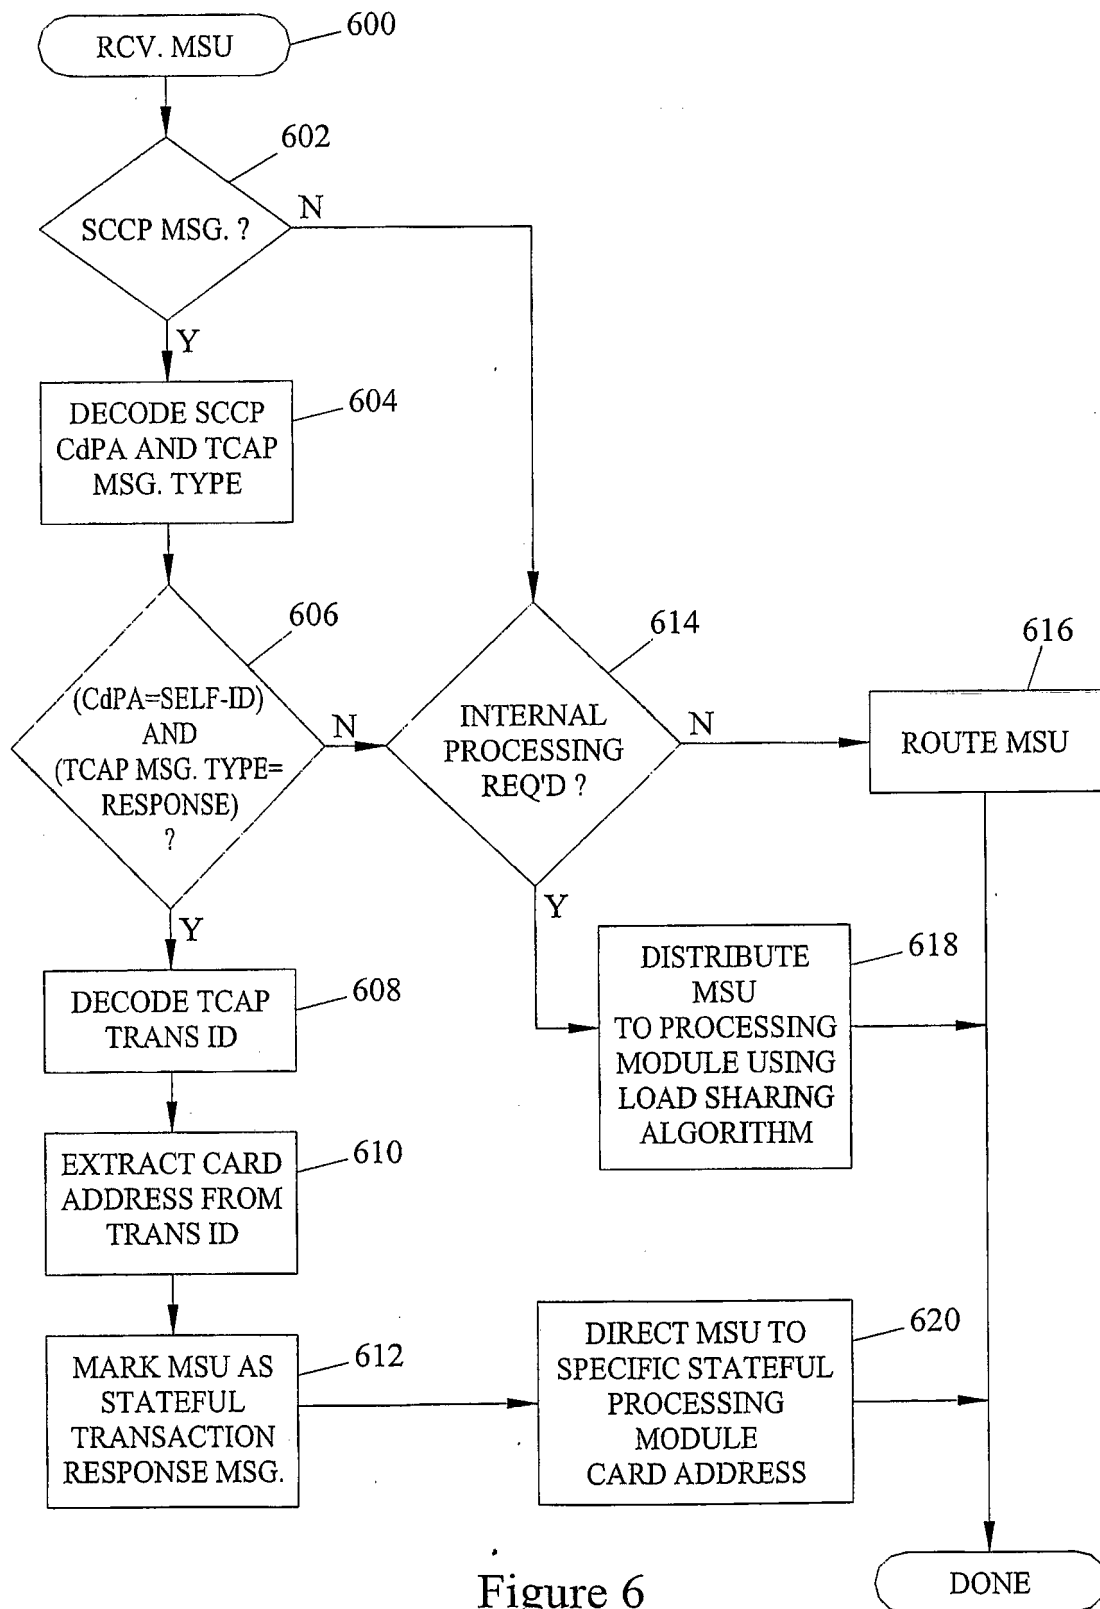 RCV. MSU
600
602
SCCP MSG. ?
N
Y
DECODE SCCP
CdPA AND TCAP
MSG. TYPE
604
606
(CdPA=SELF-ID)
AND
(TCAP MSG. TYPE=
RESPONSE)
?
N
Y
614
INTERNAL
PROCESSING
REQ'D ?
N
Y
616
ROUTE MSU
DECODE TCAP
TRANS ID
608
DISTRIBUTE
MSU
TO PROCESSING
MODULE USING
LOAD SHARING
ALGORITHM
618
EXTRACT CARD
ADDRESS FROM
TRANS ID
610
MARK MSU AS
STATEFUL
TRANSACTION
RESPONSE MSG.
612
DIRECT MSU TO
SPECIFIC STATEFUL
PROCESSING
MODULE
CARD ADDRESS
620
DONE
Figure 6